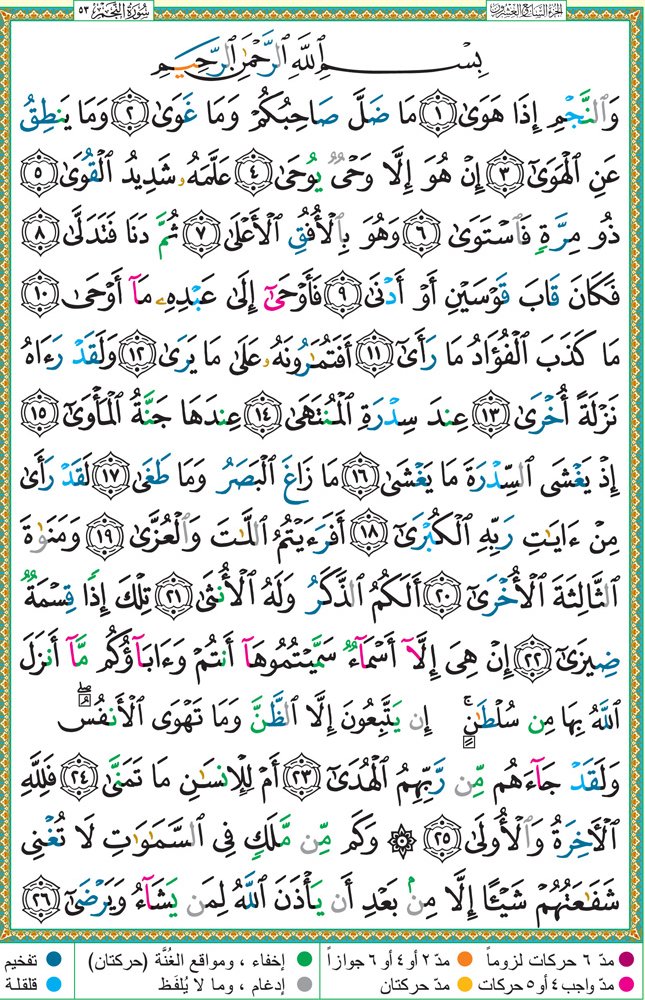 سُورَةُ النَّجْمِ ٥٣
الجزء السابع والعشرون
بِسْمِ ٱللَّهِ ٱلرَّحْمَٰنِ ٱلرَّحِيمِ
وَٱلنَّجْمِ إِذَا هَوَىٰ ١ مَا ضَلَّ صَاحِبُكُمْ وَمَا غَوَىٰ ٢ وَمَا يَنطِقُ
عَنِ ٱلْهَوَىٰٓ ٣ إِنْ هُوَ إِلَّا وَحْىٌ يُوحَىٰ ٤ عَلَّمَهُۥ شَدِيدُ ٱلْقُوَىٰ ٥
ذُو مِرَّةٍ فَٱسْتَوَىٰ ٦ وَهُوَ بِٱلْأُفُقِ ٱلْأَعْلَىٰ ٧ ثُمَّ دَنَا فَتَدَلَّىٰ ٨
فَكَانَ قَابَ قَوْسَيْنِ أَوْ أَدْنَىٰ ٩ فَأَوْحَىٰٓ إِلَىٰ عَبْدِهِۦ مَآ أَوْحَىٰ ١٠
مَا كَذَبَ ٱلْفُؤَادُ مَا رَأَىٰٓ ١١ أَفَتُمَٰرُونَهُۥ عَلَىٰ مَا يَرَىٰ ١٢ وَلَقَدْ رَءَاهُ
نَزْلَةً أُخْرَىٰ ١٣ عِندَ سِدْرَةِ ٱلْمُنتَهَىٰ ١٤ عِندَهَا جَنَّةُ ٱلْمَأْوَىٰٓ ١٥
إِذْ يَغْشَى ٱلسِّدْرَةَ مَا يَغْشَىٰ ١٦ مَا زَاغَ ٱلْبَصَرُ وَمَا طَغَىٰ ١٧ لَقَدْ رَأَىٰ
مِنْ ءَايَٰتِ رَبِّهِ ٱلْكُبْرَىٰٓ ١٨ أَفَرَءَيْتُمُ ٱللَّٰتَ وَٱلْعُزَّىٰ ١٩ وَمَنَوٰةَ
ٱلثَّالِثَةَ ٱلْأُخْرَىٰٓ ٢٠ أَلَكُمُ ٱلذَّكَرُ وَلَهُ ٱلْأُنثَىٰ ٢١ تِلْكَ إِذًا قِسْمَةٌ
ضِيزَىٰٓ ٢٢ إِنْ هِىَ إِلَّآ أَسْمَآءٌ سَمَّيْتُمُوهَآ أَنتُمْ وَءَابَآؤُكُم مَّآ أَنزَلَ
ٱللَّهُ بِهَا مِن سُلْطَٰنٍ ۚ إِن يَتَّبِعُونَ إِلَّا ٱلظَّنَّ وَمَا تَهْوَى ٱلْأَنفُسُ ۖ
وَلَقَدْ جَآءَهُم مِّن رَّبِّهِمُ ٱلْهُدَىٰٓ ٢٣ أَمْ لِلْإِنسَٰنِ مَا تَمَنَّىٰ ٢٤ فَلِلَّهِ
ٱلْءَاخِرَةُ وَٱلْأُولَىٰ ٢٥ ۞ وَكَم مِّن مَّلَكٍ فِى ٱلسَّمَٰوَٰتِ لَا تُغْنِى
شَفَٰعَتُهُمْ شَيْـًٔا إِلَّا مِنۢ بَعْدِ أَن يَأْذَنَ ٱللَّهُ لِمَن يَشَآءُ وَيَرْضَىٰٓ ٢٦
مدّ ٦ حركات لزوماً مدّ ٢ أو ٤ أو ٦ جوازاً إخفاء ، ومواقع الغُنَّة (حركتان) تفخيم
مدّ واجب ٤ أو ٥ حركات مدّ حركتان إدغام ، وما لا يُلفَظ قلقلة